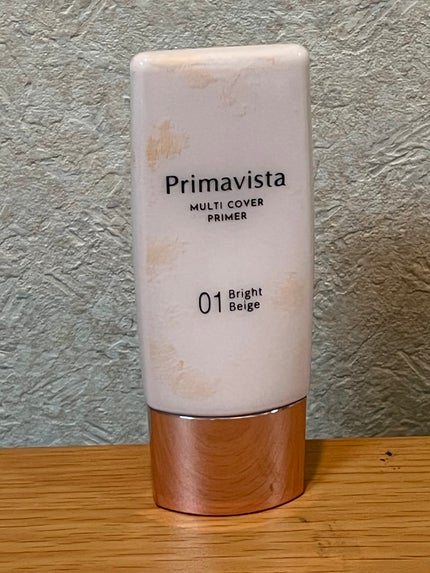 Primavista
MULTI COVER
PRIMER
01 Bright
Beige